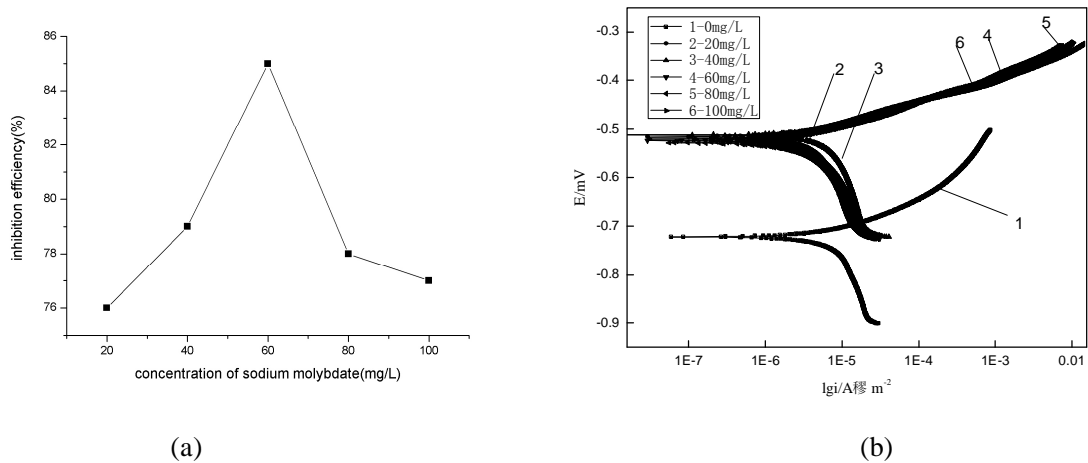 86
84
82
80
78
76
inhibition efficiency(%)
20
40
60
80
100
concentration of sodium molybdate(mg/L)
(a)
-0.3
-0.4
-0.5
-0.6
-0.7
-0.8
-0.9
E/mV
1-0mg/L
2-20mg/L
3-40mg/L
4-60mg/L
5-80mg/L
6-100mg/L
2
3
6
4
5
1
1E-7
1E-6
1E-5
1E-4
1E-3
0.01
lgi/A穋 m-2
(b)